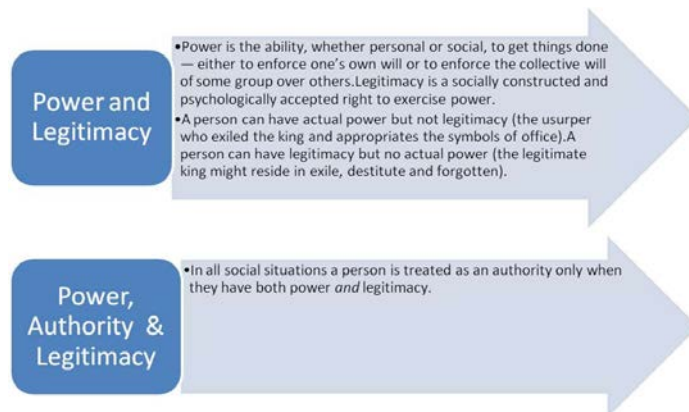 Power and
Legitimacy
•Power is the ability, whether personal or social, to get things done
— either to enforce one's own will or to enforce the collective will
of some group over others.Legitimacy is a socially constructed and
psychologically accepted right to exercise power.
•A person can have actual power but not legitimacy (the usurper
who exiled the king and appropriates the symbols of office).A
person can have legitimacy but no actual power (the legitimate
king might reside in exile, destitute and forgotten).
Power,
Authority &
Legitimacy
•In all social situations a person is treated as an authority only when
they have both power and legitimacy.